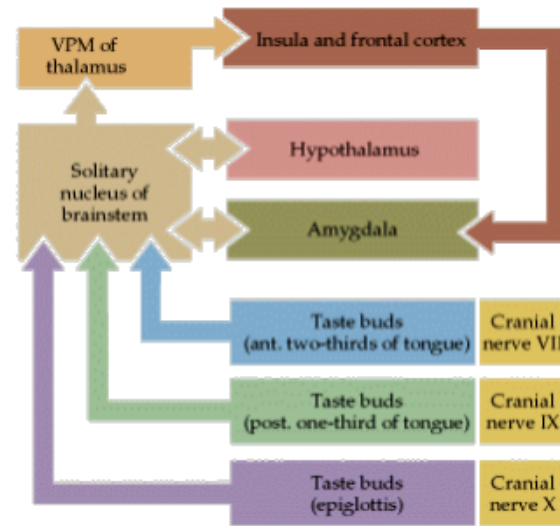 VPM of
thalamus
Insula and frontal cortex
Solitary
nucleus of
brainstem
Hypothalamus
Amygdala
Taste buds
(ant. two-thirds of tongue)
Cranial
nerve VII
Taste buds
(post. one-third of tongue)
Cranial
nerve IX
Taste buds
(epiglottis)
Cranial
nerve X